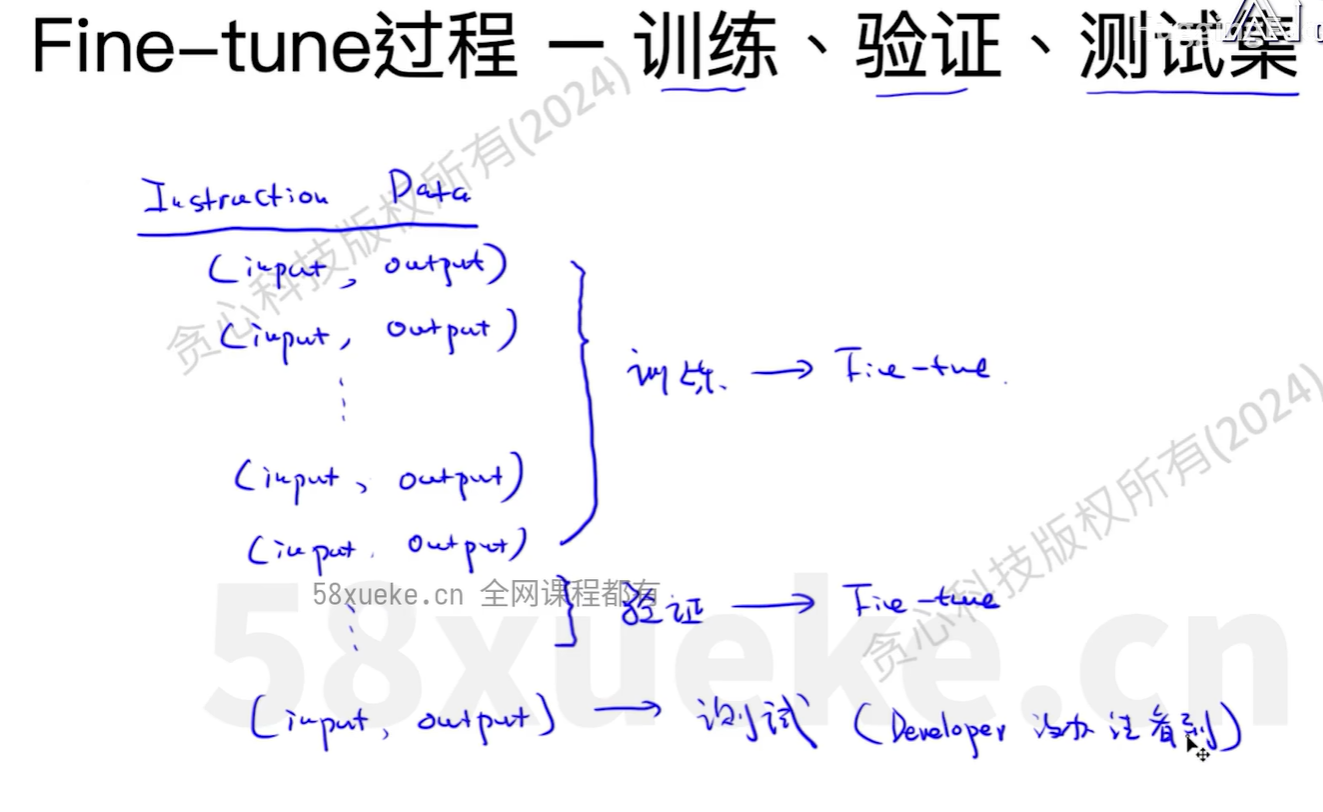 Fine-tune过程 — 训练、验证、测试集
Instruction Data
(input, output)
(input, output)
训练 → Fine-tune
(input, output)
(input, output)
58xueke.cn 全网课程都有
验证 → Fine-tune
(input, output) → 测试 (Developer 没办法看到)
贪心科技版权所有(2024)
贪心科技版权所有(2024)
58xueke.cn